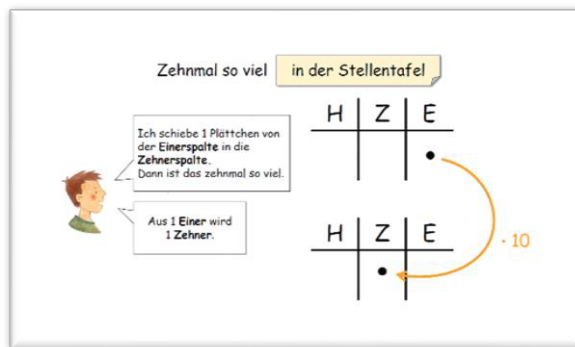 Zehnmal so viel in der Stellentafel
H Z E
Ich schiebe 1 Plättchen von
der Einerspalte in die
Zehnerspalte.
Dann ist das zehnmal so viel.
Aus 1 Einer wird
1 Zehner.
· 10
H Z E